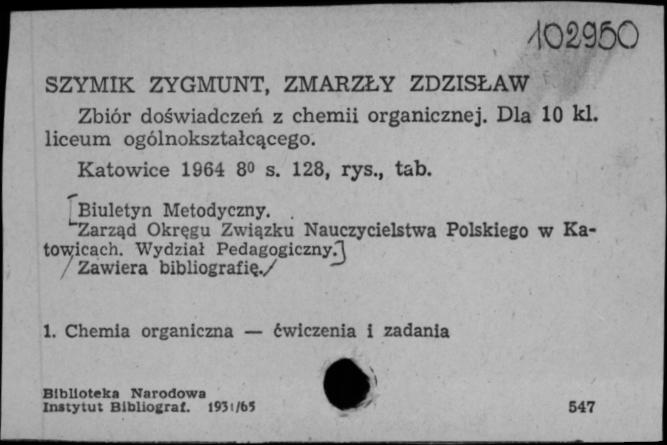 102950
SZYMIK ZYGMUNT, ZMARZŁY ZDZISŁAW
Zbiór doświadczeń z chemii organicznej. Dla 10 kl.
liceum ogólnokształcącego.
Katowice 1964 8⁰ s. 128, rys., tab.
[Biuletyn Metodyczny.
Zarząd Okręgu Związku Nauczycielstwa Polskiego w Ka-
towicach. Wydział Pedagogiczny.]
/Zawiera bibliografię./
1. Chemia organiczna — ćwiczenia i zadania
Biblioteka Narodowa
Instytut Bibliograf. 1931/65
547